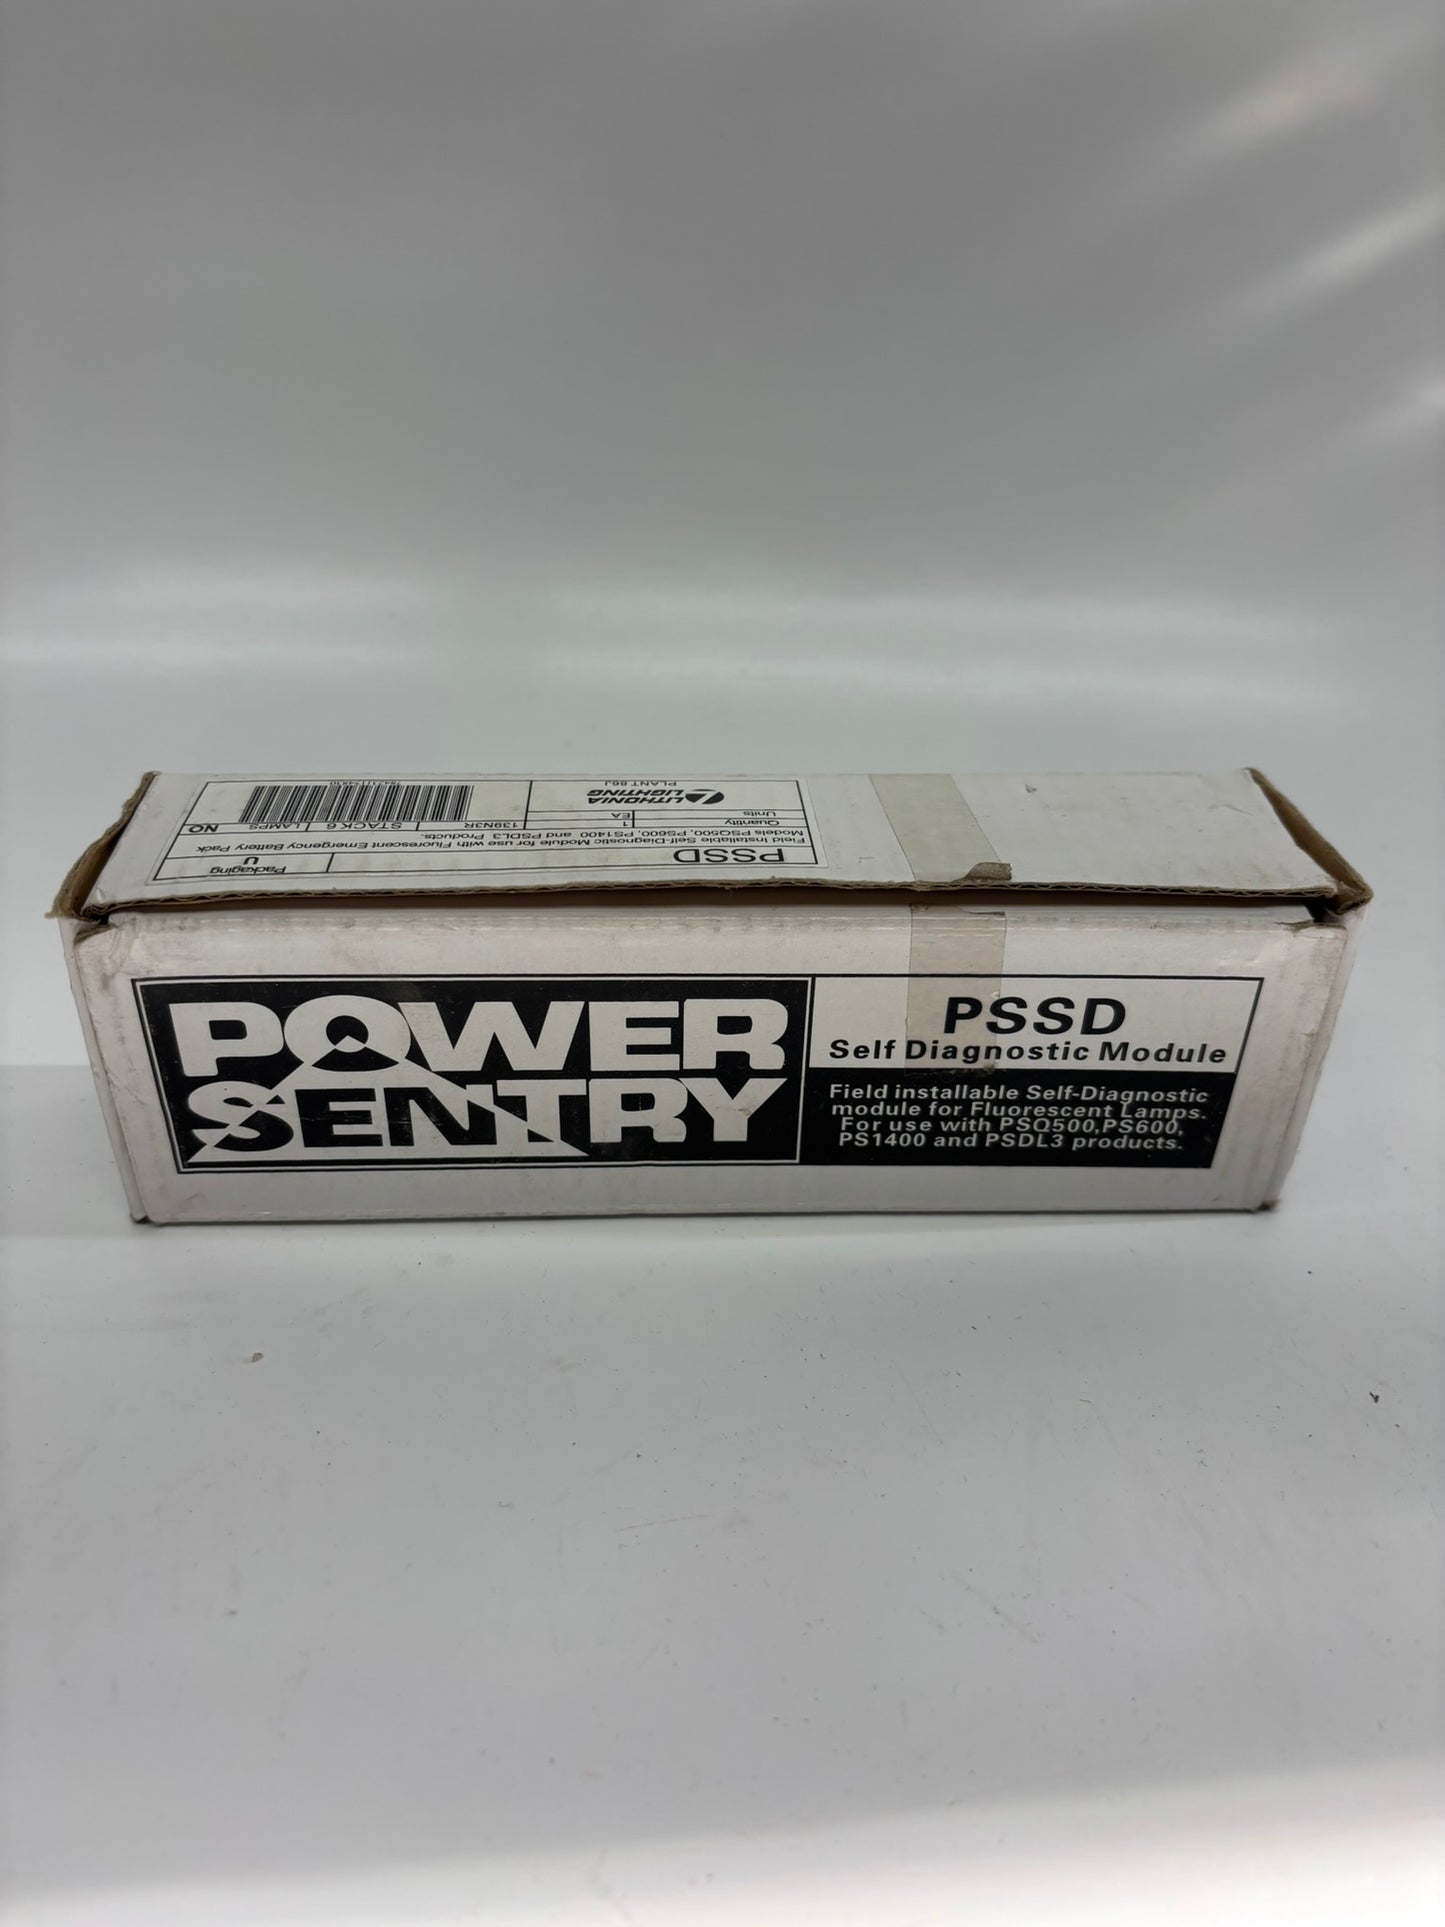 PSSD
Packaging
U
Field Installable Self-Diagnostic Module for use with Fluorescent Emergency Battery Pack
Models PSQ500, PS600, PS1400 and PSDL3 Products.
Quantity 1 139N3R STACK 6 LAMPS NO
Units EA
LITHONIA
LIGHTING
PLANT 86J
POWER
SENTRY
PSSD
Self Diagnostic Module
Field installable Self-Diagnostic
module for Fluorescent Lamps.
For use with PSQ500,PS600,
PS1400 and PSDL3 products.